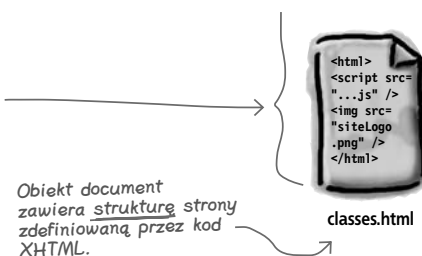 <html>
<script src=
"...js" />
<img src=
"siteLogo
.png" />
</html>
classes.html
Obiekt document
zawiera strukturę strony
zdefiniowaną przez kod
XHTML.